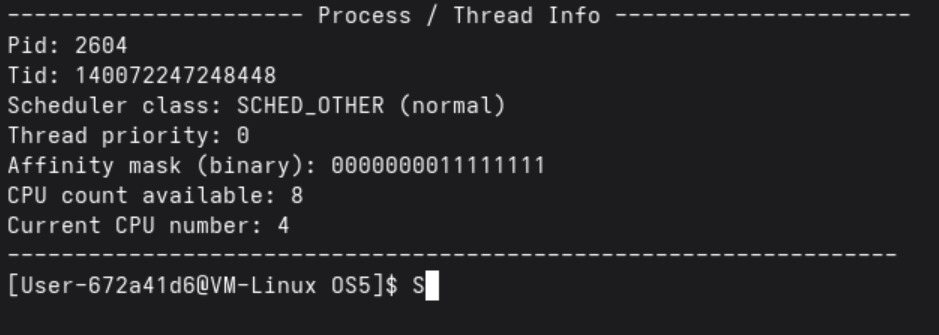 ---------------------- Process / Thread Info ----------------------
Pid: 2604
Tid: 140072247248448
Scheduler class: SCHED_OTHER (normal)
Thread priority: 0
Affinity mask (binary): 0000000011111111
CPU count available: 8
Current CPU number: 4
------------------------------------------------------------------
[User-672a41d6@VM-Linux OS5]$ S